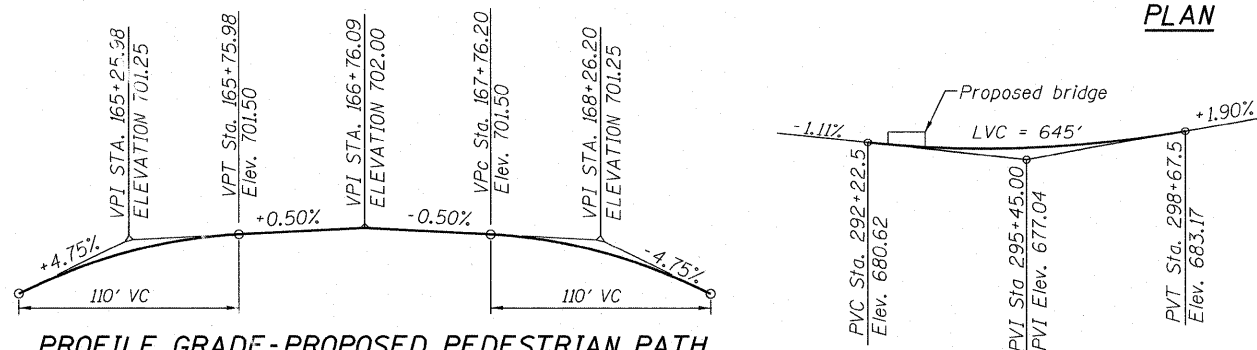 PLAN
VPI STA. 165+25.98
ELEVATION 701.25
VPT Sta. 165+75.98
Elev. 701.50
VPI STA. 166+76.09
ELEVATION 702.00
VPc Sta. 167+76.20
Elev. 701.50
VPI STA. 168+26.20
ELEVATION 701.25
+4.75%
+0.50%
-0.50%
-4.75%
110' VC
110' VC
PROFILE GRADE-PROPOSED PEDESTRIAN PATH
Proposed bridge
-1.11%
LVC = 645'
+1.90%
PVC Sta. 292+22.5
Elev. 680.62
PVI Sta 295+45.00
PVI Elev. 677.04
PVT Sta. 298+67.5
Elev. 683.17